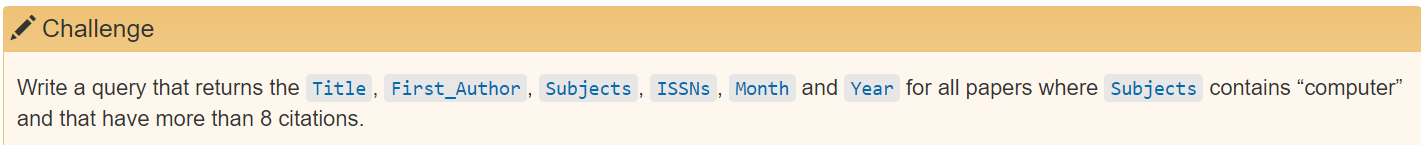 Challenge
Write a query that returns the Title, First_Author, Subjects, ISSNs, Month and Year for all papers where Subjects contains “computer”
and that have more than 8 citations.